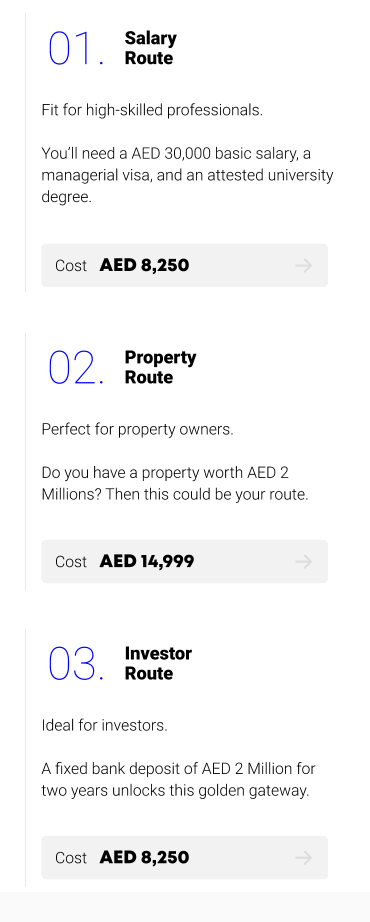 01.
Salary
Route
Fit for high-skilled professionals.
You’ll need a AED 30,000 basic salary, a
managerial visa, and an attested university
degree.
Cost AED 8,250
02.
Property
Route
Perfect for property owners.
Do you have a property worth AED 2
Millions? Then this could be your route.
Cost AED 14,999
03.
Investor
Route
Ideal for investors.
A fixed bank deposit of AED 2 Million for
two years unlocks this golden gateway.
Cost AED 8,250